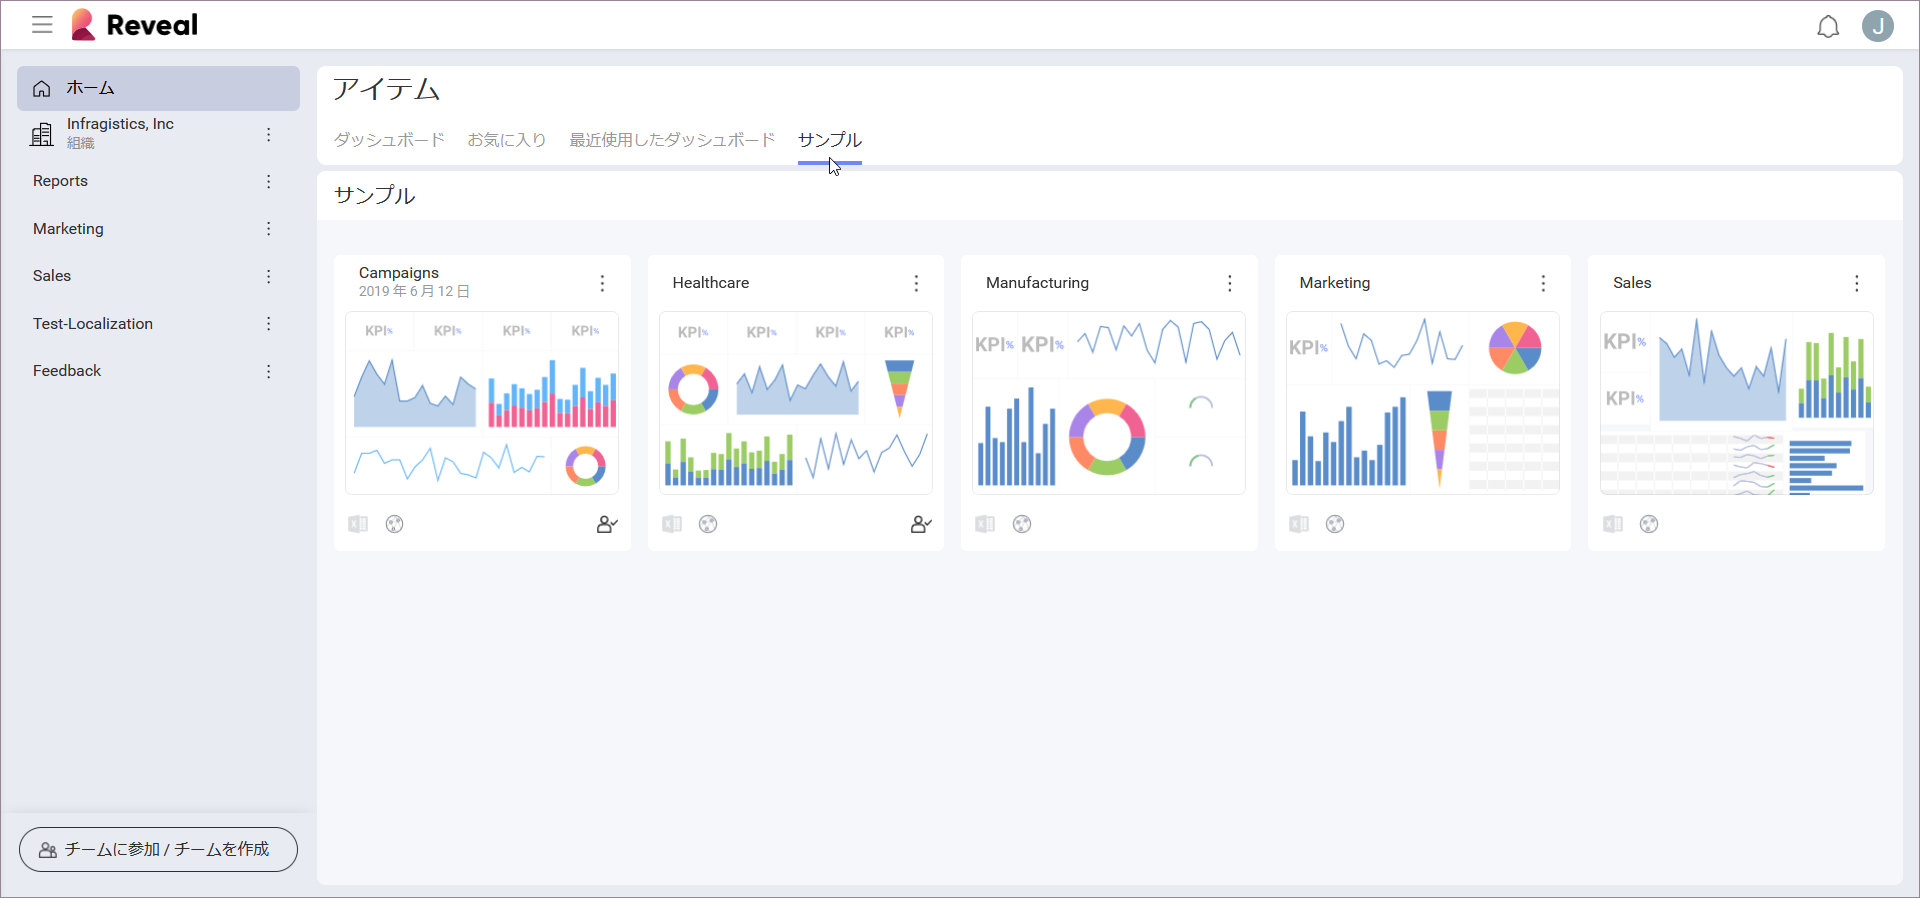 Reveal
J
ホーム
Infragistics, Inc
組織
Reports
Marketing
Sales
Test-Localization
Feedback
チームに参加 / チームを作成
アイテム
ダッシュボード お気に入り 最近使用したダッシュボード サンプル
サンプル
Campaigns
2019 年 6 月 12 日
KPI% KPI% KPI% KPI%
Healthcare
KPI% KPI% KPI% KPI%
Manufacturing
KPI% KPI%
Marketing
KPI%
Sales
KPI%
KPI%